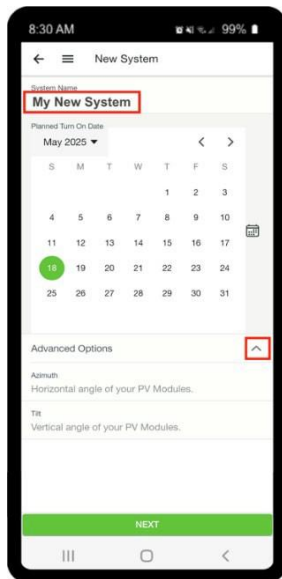 8:30 AM 99%
New System
System Name
My New System
Planned Turn On Date
May 2025
S M T W T F S
1 2 3
4 5 6 7 8 9 10
11 12 13 14 15 16 17
18 19 20 21 22 23 24
25 26 27 28 29 30 31
Advanced Options
Azimuth
Horizontal angle of your PV Modules.
Tilt
Vertical angle of your PV Modules.
NEXT